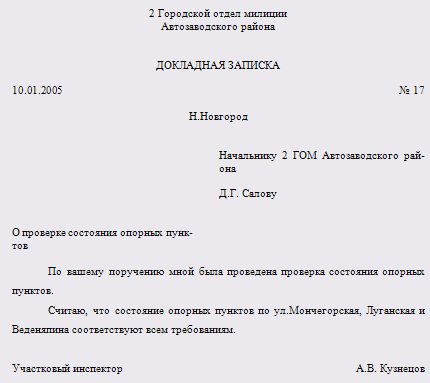 2 Городской отдел милиции
Автозаводского района
ДОКЛАДНАЯ ЗАПИСКА
10.01.2005 № 17
Н.Новгород
Начальнику 2 ГОМ Автозаводского рай-
она
Д.Г. Салову
О проверке состояния опорных пунк-
тов
По вашему поручению мной была проведена проверка состояния опорных
пунктов.
Считаю, что состояние опорных пунктов по ул.Мончегорская, Луганская и
Веденяпина соответствуют всем требованиям.
Участковый инспектор А.В. Кузнецов